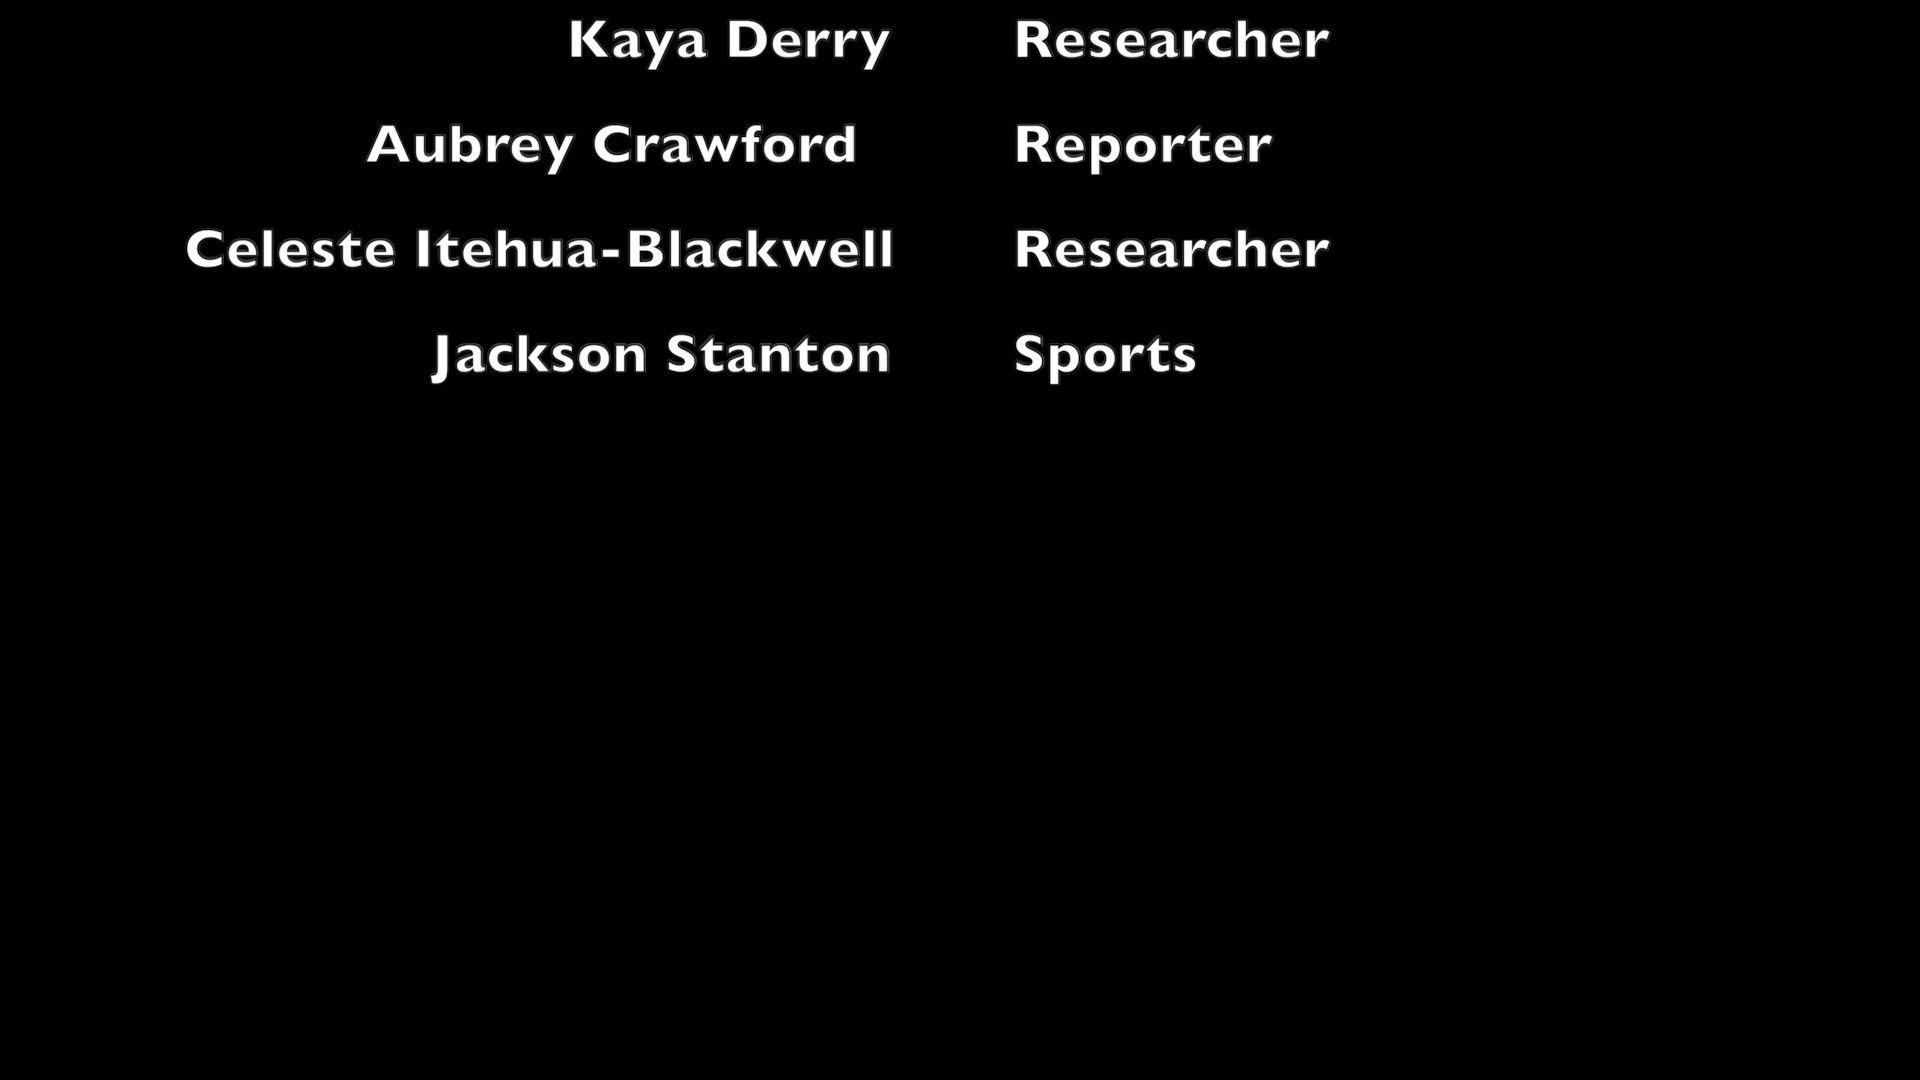 Kaya Derry Researcher
Aubrey Crawford Reporter
Celeste Itehua-Blackwell Researcher
Jackson Stanton Sports